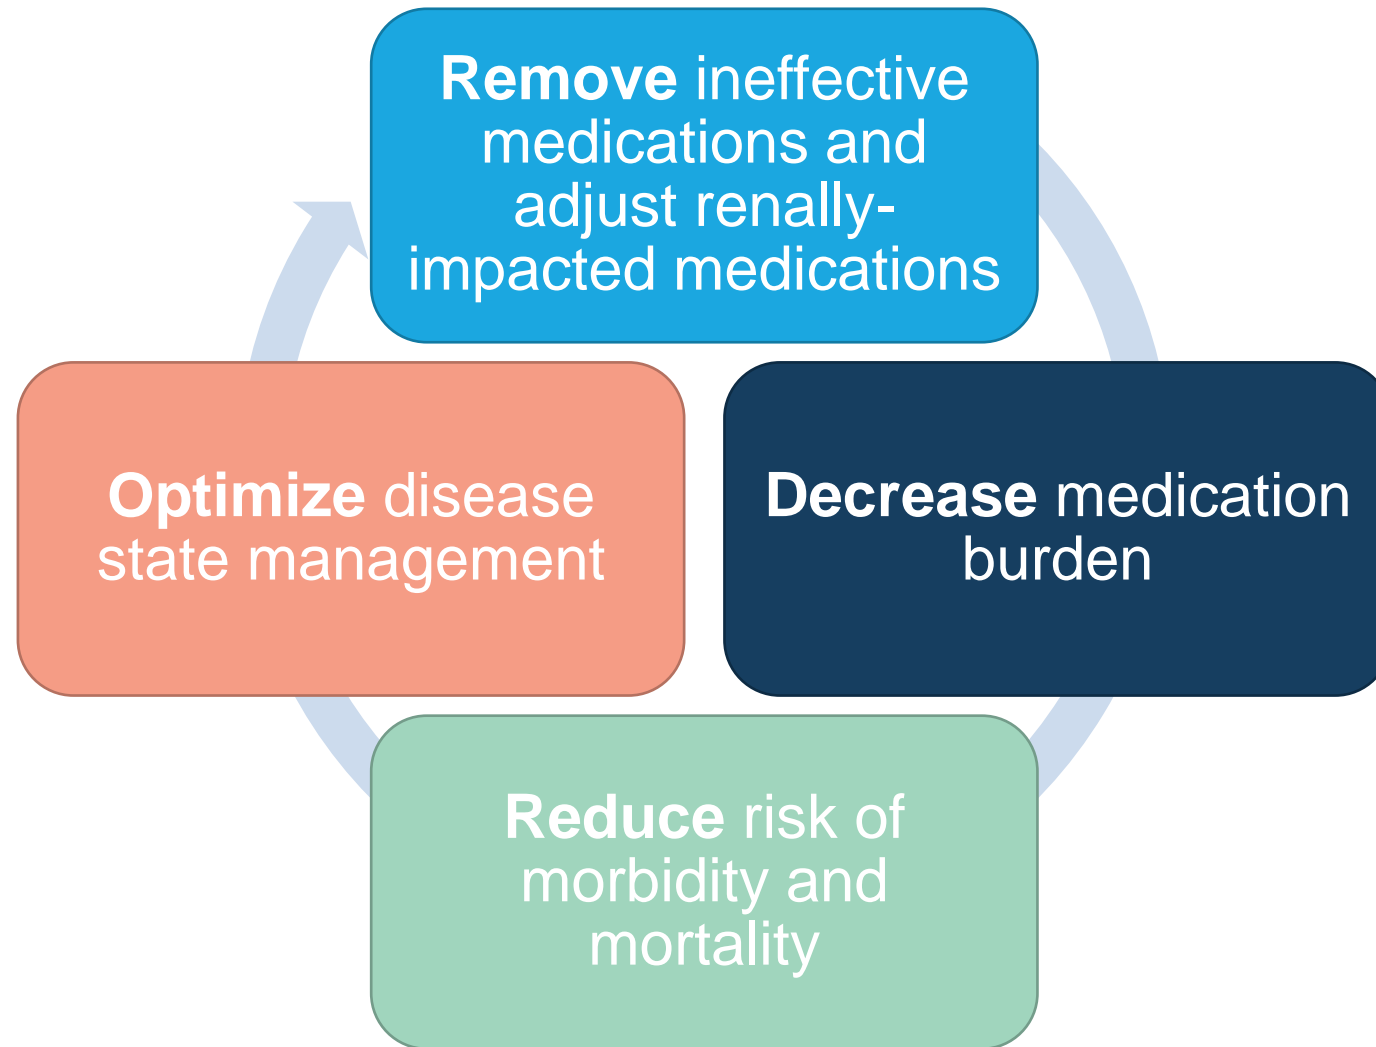 Remove ineffective
medications and
adjust renally-
impacted medications
Optimize disease
state management
Decrease medication
burden
Reduce risk of
morbidity and
mortality